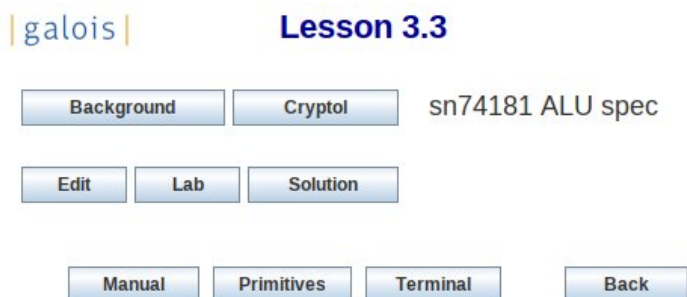 |galois| Lesson 3.3
Background Cryptol sn74181 ALU spec
Edit Lab Solution
Manual Primitives Terminal Back